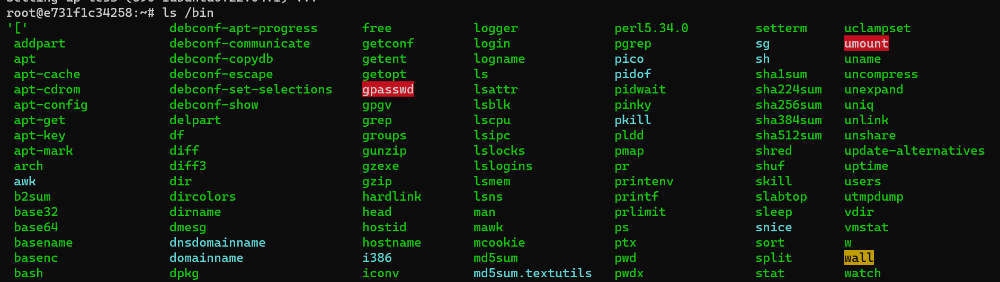 root@e731f1c34258:~# ls /bin
'[' debconf-apt-progress free logger perl5.34.0 setterm uclampset
addpart debconf-communicate getconf login pgrep sg umount
apt debconf-copydb getent logname pico sh uname
apt-cache debconf-escape getopt ls pidof sha1sum uncompress
apt-cdrom debconf-set-selections gpasswd lsattr pidwait sha224sum unexpand
apt-config debconf-show gpgv lsblk pinky sha256sum uniq
apt-get delpart grep lscpu pkill sha384sum unlink
apt-key df groups lsipc pldd sha512sum unshare
apt-mark diff gunzip lslocks pmap shred update-alternatives
arch diff3 gzexe lslogins pr shuf uptime
awk dir gzip lsmem printenv skill users
b2sum dircolors hardlink lsns printf slabtop utmpdump
base32 dirname head man prlimit sleep vdir
base64 dmesg hostid mawk ps snice vmstat
basename dnsdomainname hostname mcookie ptx sort w
basenc domainname i386 md5sum pwd split wall
bash dpkg iconv md5sum.textutils pwdx stat watch